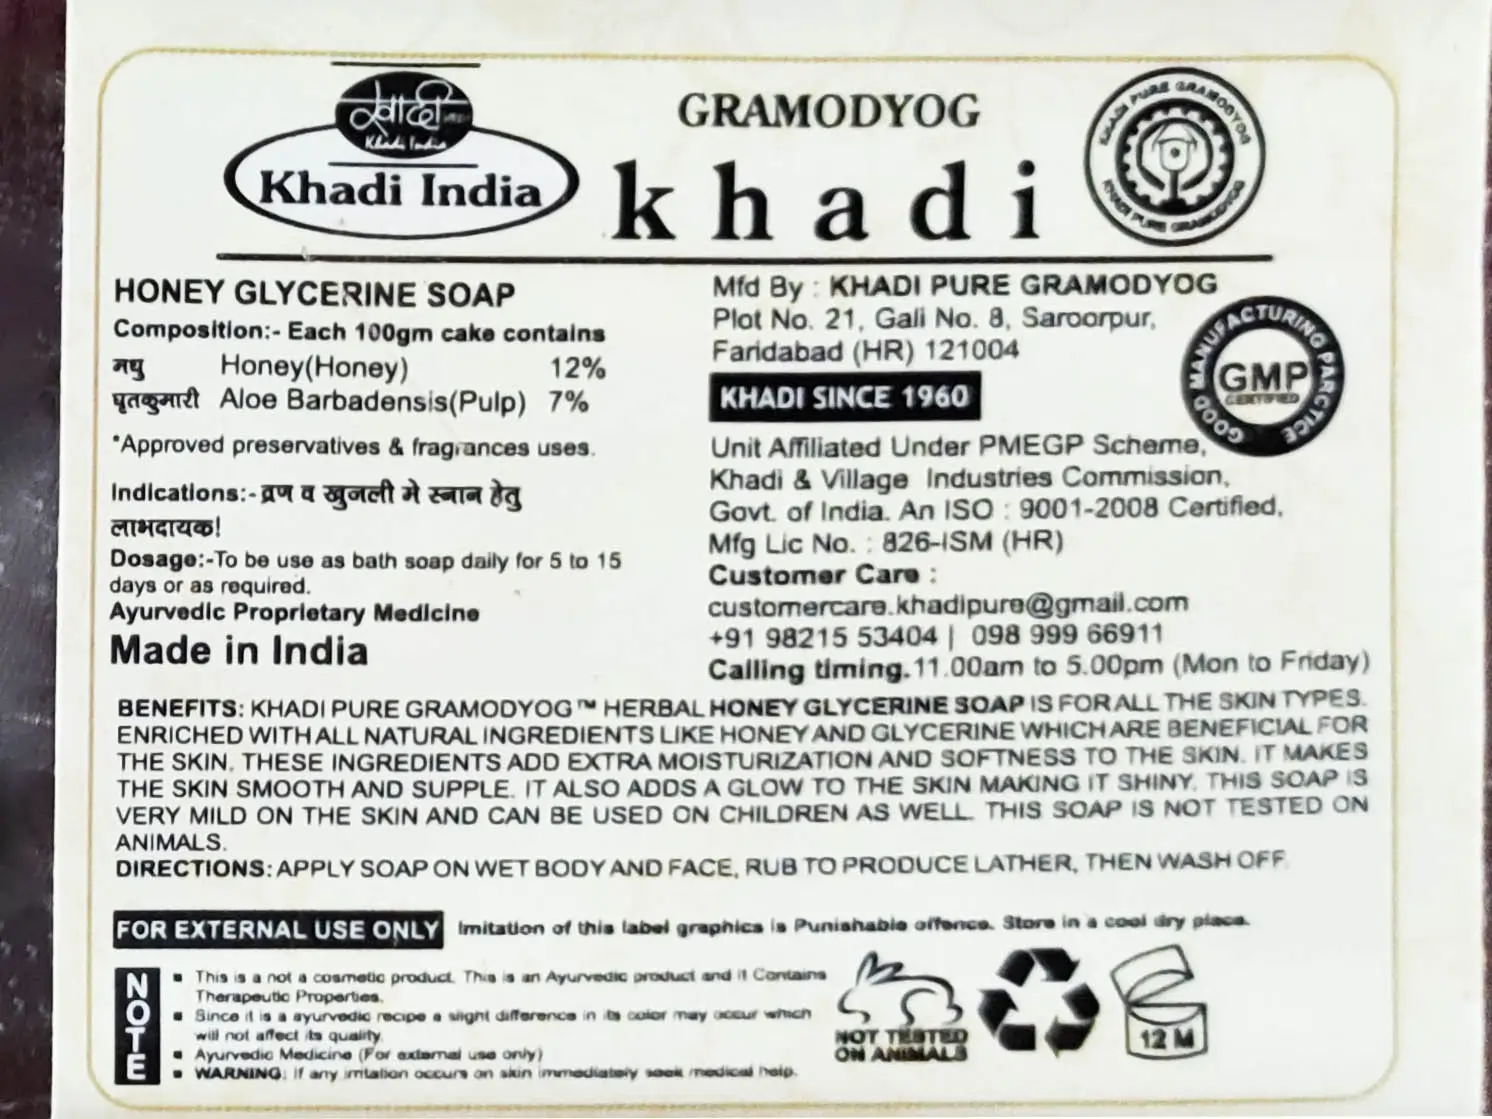 खादी
Khadi India
Khadi India
GRAMODYOG
khadi
KHADI PURE GRAMODYOG
KHADI PURE GRAMODYOG
HONEY GLYCERINE SOAP
Composition:- Each 100gm cake contains
मधु Honey(Honey) 12%
घृतकुमारी Aloe Barbadensis(Pulp) 7%
*Approved preservatives & fragrances uses.
Indications:- व्रण व खुजली मे स्नान हेतु
लाभदायक!
Dosage:-To be use as bath soap daily for 5 to 15
days or as required.
Ayurvedic Proprietary Medicine
Made in India
Mfd By : KHADI PURE GRAMODYOG
Plot No. 21, Gali No. 8, Saroorpur,
Faridabad (HR) 121004
KHADI SINCE 1960
GOOD MANUFACTURING PARCTICE
GMP
CERTIFIED
Unit Affiliated Under PMEGP Scheme,
Khadi & Village Industries Commission,
Govt. of India. An ISO : 9001-2008 Certified,
Mfg Lic No. : 826-ISM (HR)
Customer Care :
customercare.khadipure@gmail.com
+91 98215 53404 | 098 999 66911
Calling timing. 11.00am to 5.00pm (Mon to Friday)
BENEFITS: KHADI PURE GRAMODYOG™ HERBAL HONEY GLYCERINE SOAP IS FOR ALL THE SKIN TYPES.
ENRICHED WITH ALL NATURAL INGREDIENTS LIKE HONEY AND GLYCERINE WHICH ARE BENEFICIAL FOR
THE SKIN. THESE INGREDIENTS ADD EXTRA MOISTURIZATION AND SOFTNESS TO THE SKIN. IT MAKES
THE SKIN SMOOTH AND SUPPLE. IT ALSO ADDS A GLOW TO THE SKIN MAKING IT SHINY. THIS SOAP IS
VERY MILD ON THE SKIN AND CAN BE USED ON CHILDREN AS WELL. THIS SOAP IS NOT TESTED ON
ANIMALS.
DIRECTIONS: APPLY SOAP ON WET BODY AND FACE, RUB TO PRODUCE LATHER, THEN WASH OFF.
FOR EXTERNAL USE ONLY Imitation of this label graphics is Punishable offence. Store in a cool dry place.
NOTE
▪ This is a not a cosmetic product. This is an Ayurvedic product and it Contains
Therapeutic Properties.
▪ Since it is a ayurvedic recipe a slight difference in its color may occur which
will not affect its quality.
▪ Ayurvedic Medicine (For external use only)
▪ WARNING: If any irritation occurs on skin immediately seek medical help.
NOT TESTED
ON ANIMALS
12 M